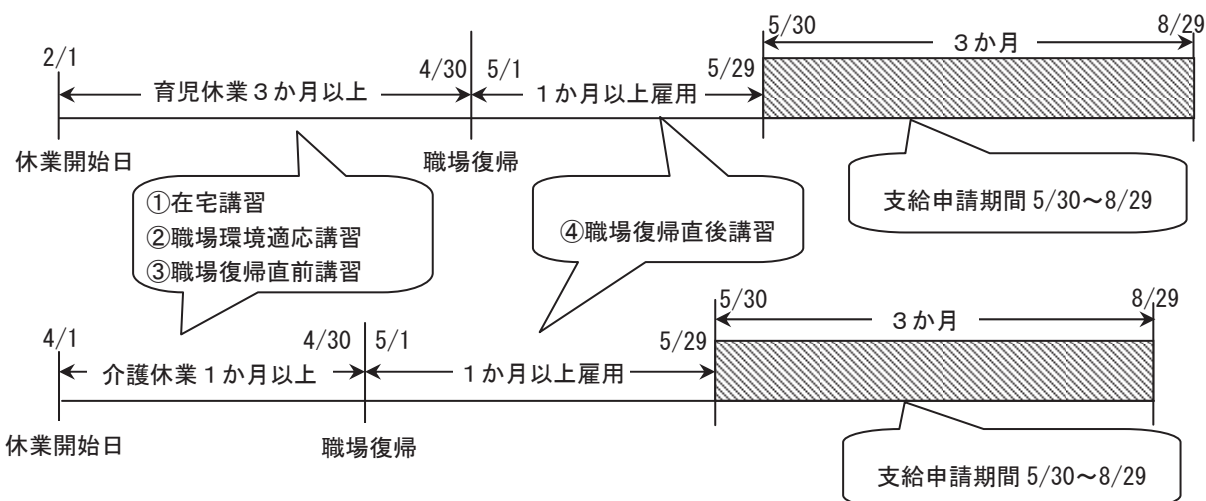 5/30
8/29
3か月
2/1
4/30
5/1
5/29
育児休業3か月以上
1か月以上雇用
休業開始日
職場復帰
①在宅講習
②職場環境適応講習
③職場復帰直前講習
④職場復帰直後講習
支給申請期間 5/30~8/29
5/30
8/29
3か月
4/1
4/30
5/1
5/29
介護休業1か月以上
1か月以上雇用
休業開始日
職場復帰
支給申請期間 5/30~8/29